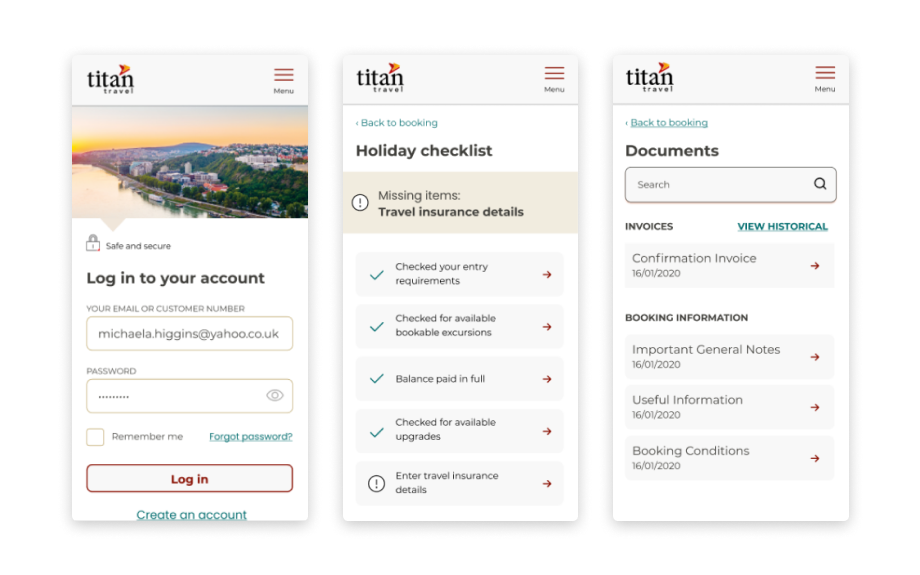 titan
travel
Menu
Safe and secure
Log in to your account
YOUR EMAIL OR CUSTOMER NUMBER
michaela.higgins@yahoo.co.uk
PASSWORD
·········
Remember me
Forgot password?
Log in
Create an account
titan
travel
Menu
‹ Back to booking
Holiday checklist
Missing items:
Travel insurance details
Checked your entry
requirements
Checked for available
bookable excursions
Balance paid in full
Checked for available
upgrades
Enter travel insurance
details
titan
travel
Menu
‹ Back to booking
Documents
Search
INVOICES
VIEW HISTORICAL
Confirmation Invoice
16/01/2020
BOOKING INFORMATION
Important General Notes
16/01/2020
Useful Information
16/01/2020
Booking Conditions
16/01/2020